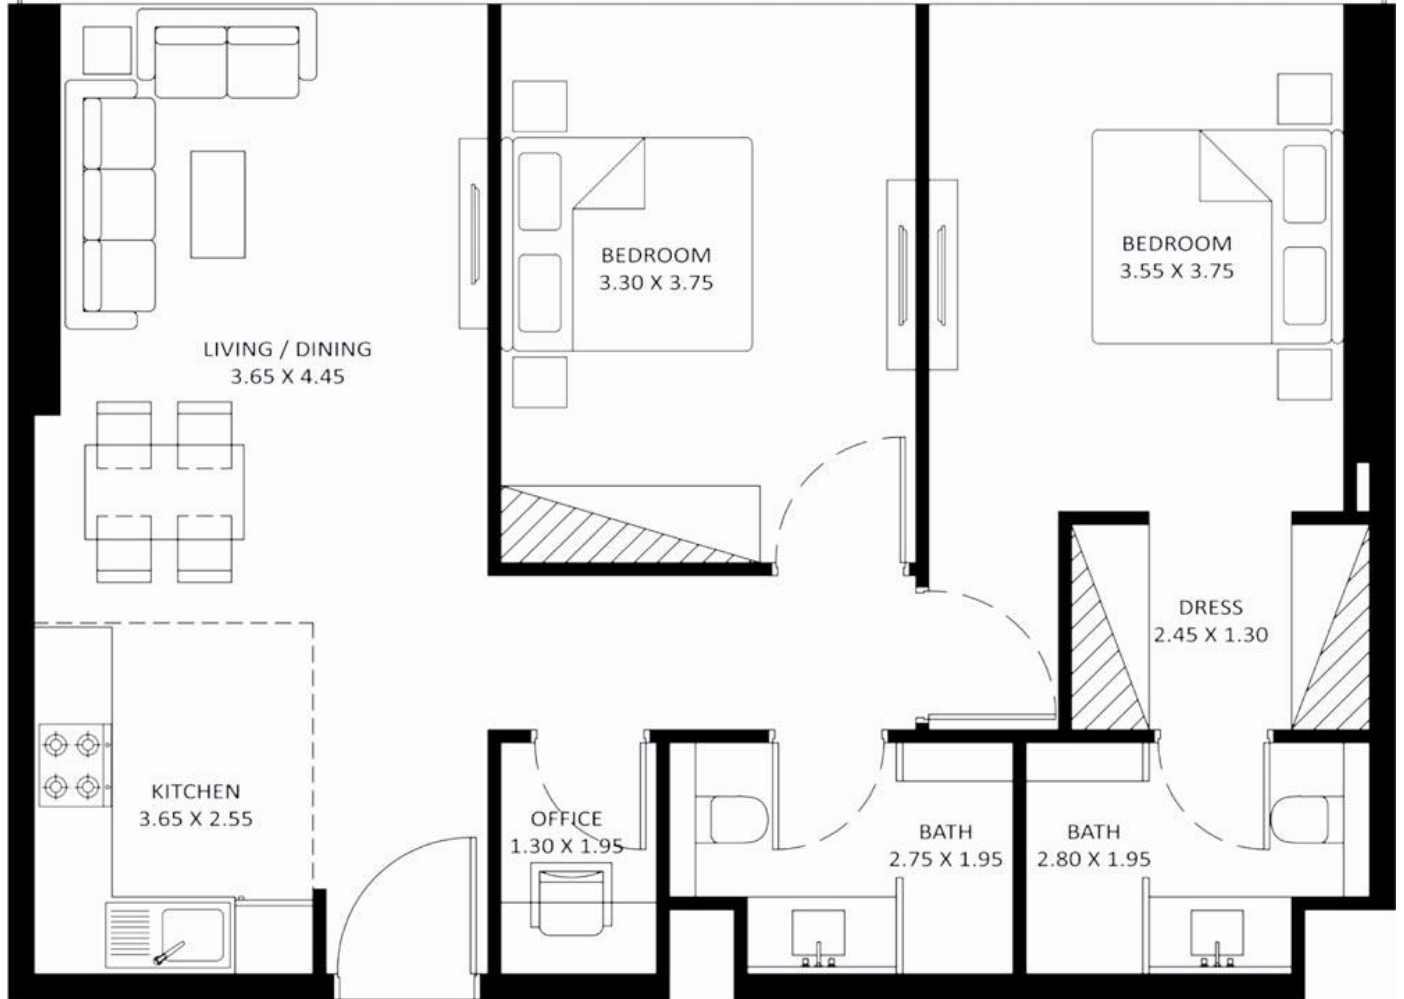 BEDROOM
3.55 X 3.75
BEDROOM
3.30 X 3.75
LIVING / DINING
3.65 X 4.45
DRESS
2.45 X 1.30
KITCHEN
3.65 X 2.55
OFFICE
1.30 X 1.95
BATH
2.75 X 1.95
BATH
2.80 X 1.95